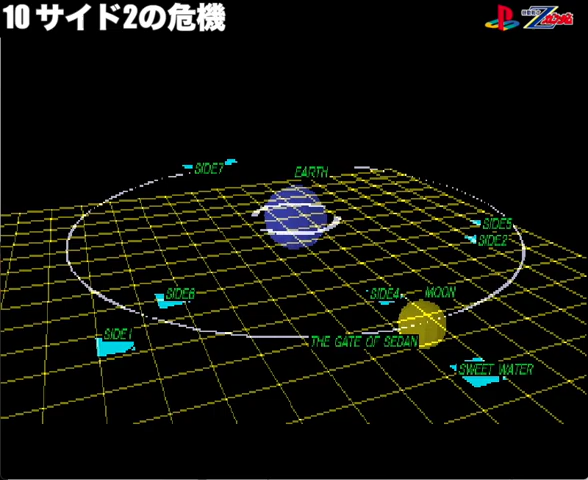 10 サイド2の危機
SIDE7
EARTH
SIDE5
SIDE2
SIDE6
SIDE4
MOON
SIDE1
THE GATE OF SEDAN
SWEET WATER